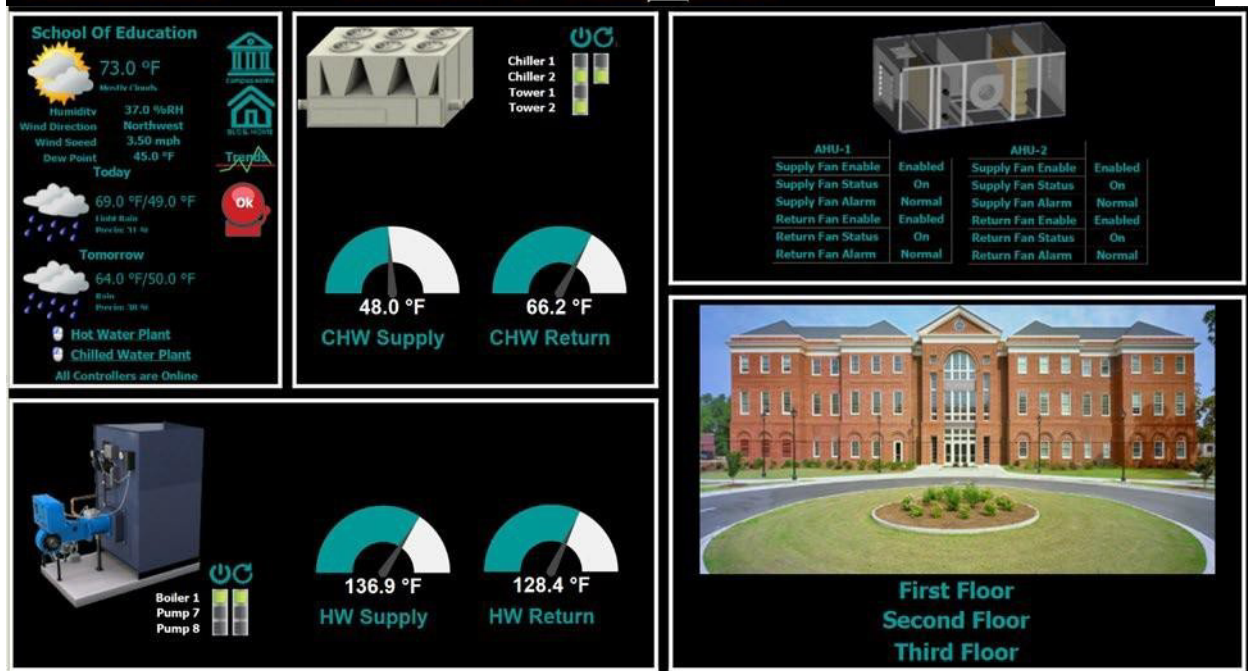 School Of Education
73.0 °F
Mostly Clouds
Humidity 37.0 %RH
Wind Direction Northwest
Wind Speed 3.50 mph
Dew Point 45.0 °F
Trends
Ok
Today
69.0 °F/49.0 °F
Light Rain
Tomorrow
64.0 °F/50.0 °F
Rain
Hot Water Plant
Chilled Water Plant
All Controllers are Online
Chiller 1
Chiller 2
Tower 1
Tower 2
48.0 °F
CHW Supply
66.2 °F
CHW Return
AHU-1
Supply Fan Enable Enabled
Supply Fan Status On
Supply Fan Alarm Normal
Return Fan Enable Enabled
Return Fan Status On
Return Fan Alarm Normal
AHU-2
Supply Fan Enable Enabled
Supply Fan Status On
Supply Fan Alarm Normal
Return Fan Enable Enabled
Return Fan Status On
Return Fan Alarm Normal
Boiler 1
Pump 7
Pump 8
136.9 °F
HW Supply
128.4 °F
HW Return
First Floor
Second Floor
Third Floor